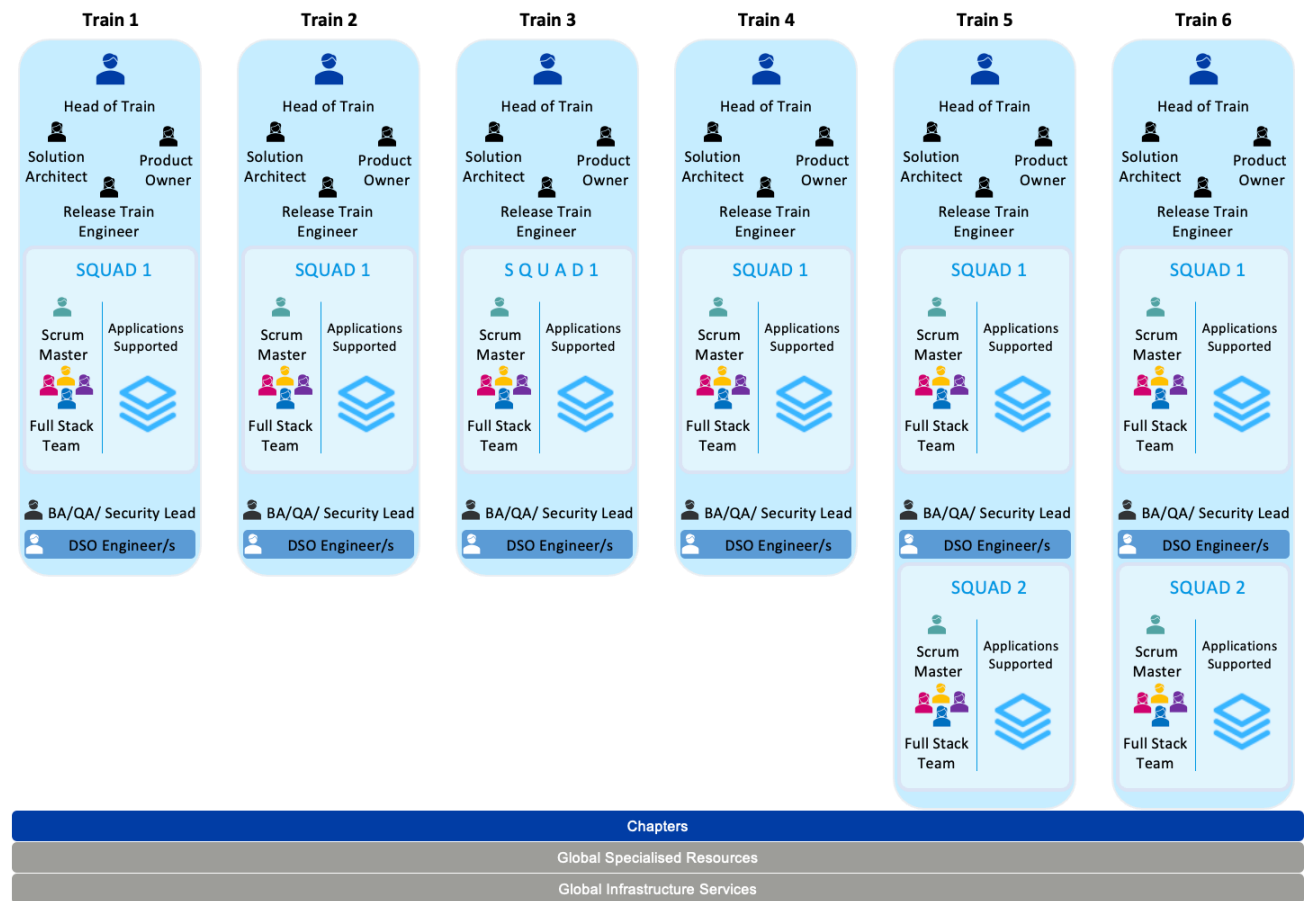 Train 1
Head of Train
Solution
Architect
Product
Owner
Release Train
Engineer
SQUAD 1
Scrum
Master
Full Stack
Team
Applications
Supported
BA/QA/ Security Lead
DSO Engineer/s
Train 2
Head of Train
Solution
Architect
Product
Owner
Release Train
Engineer
SQUAD 1
Scrum
Master
Full Stack
Team
Applications
Supported
BA/QA/ Security Lead
DSO Engineer/s
Train 3
Head of Train
Solution
Architect
Product
Owner
Release Train
Engineer
S Q U A D 1
Scrum
Master
Full Stack
Team
Applications
Supported
BA/QA/ Security Lead
DSO Engineer/s
Train 4
Head of Train
Solution
Architect
Product
Owner
Release Train
Engineer
SQUAD 1
Scrum
Master
Full Stack
Team
Applications
Supported
BA/QA/ Security Lead
DSO Engineer/s
Train 5
Head of Train
Solution
Architect
Product
Owner
Release Train
Engineer
SQUAD 1
Scrum
Master
Full Stack
Team
Applications
Supported
BA/QA/ Security Lead
DSO Engineer/s
SQUAD 2
Scrum
Master
Full Stack
Team
Applications
Supported
Train 6
Head of Train
Solution
Architect
Product
Owner
Release Train
Engineer
SQUAD 1
Scrum
Master
Full Stack
Team
Applications
Supported
BA/QA/ Security Lead
DSO Engineer/s
SQUAD 2
Scrum
Master
Full Stack
Team
Applications
Supported
Chapters
Global Specialised Resources
Global Infrastructure Services